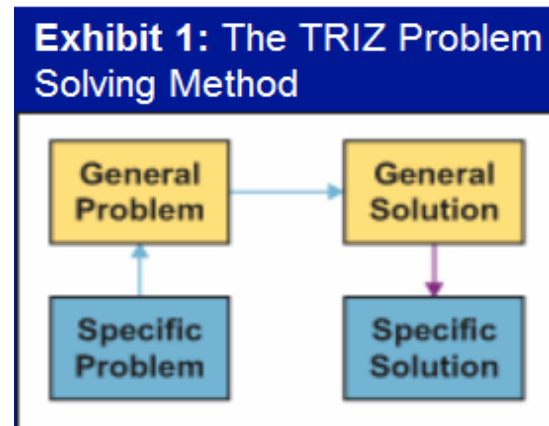 Exhibit 1: The TRIZ Problem
Solving Method
General
Problem
General
Solution
Specific
Problem
Specific
Solution